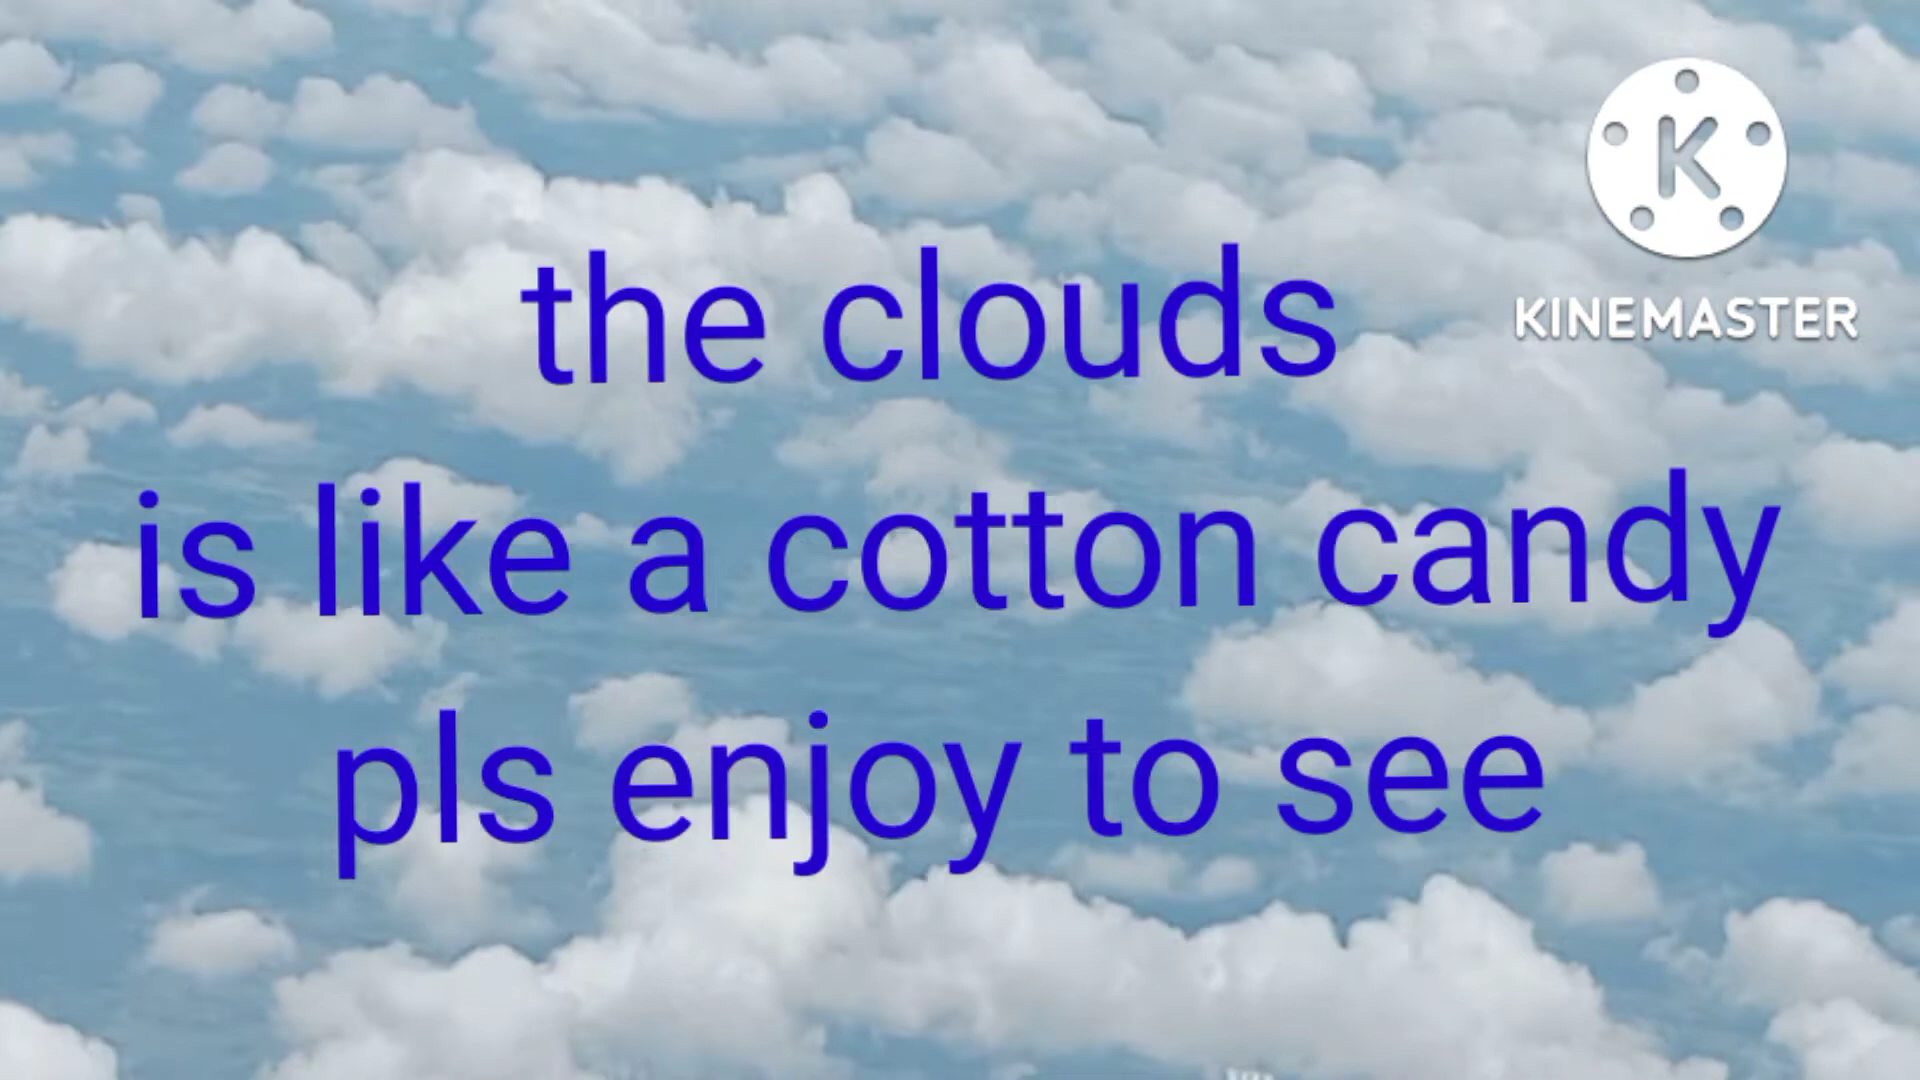 the clouds
is like a cotton candy
pls enjoy to see
K
KINEMASTER